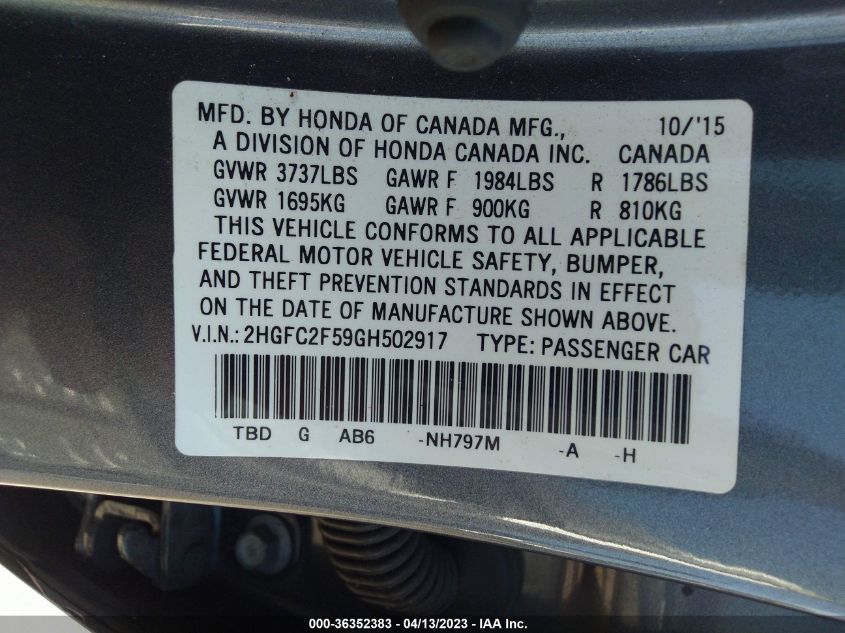 MFD. BY HONDA OF CANADA MFG., 10/'15
A DIVISION OF HONDA CANADA INC. CANADA
GVWR 3737LBS GAWR F 1984LBS R 1786LBS
GVWR 1695KG GAWR F 900KG R 810KG
THIS VEHICLE CONFORMS TO ALL APPLICABLE
FEDERAL MOTOR VEHICLE SAFETY, BUMPER,
AND THEFT PREVENTION STANDARDS IN EFFECT
ON THE DATE OF MANUFACTURE SHOWN ABOVE.
V.I.N.: 2HGFC2F59GH502917 TYPE: PASSENGER CAR
TBD G AB6 -NH797M -A -H
000-36352383 - 04/13/2023 - IAA Inc.